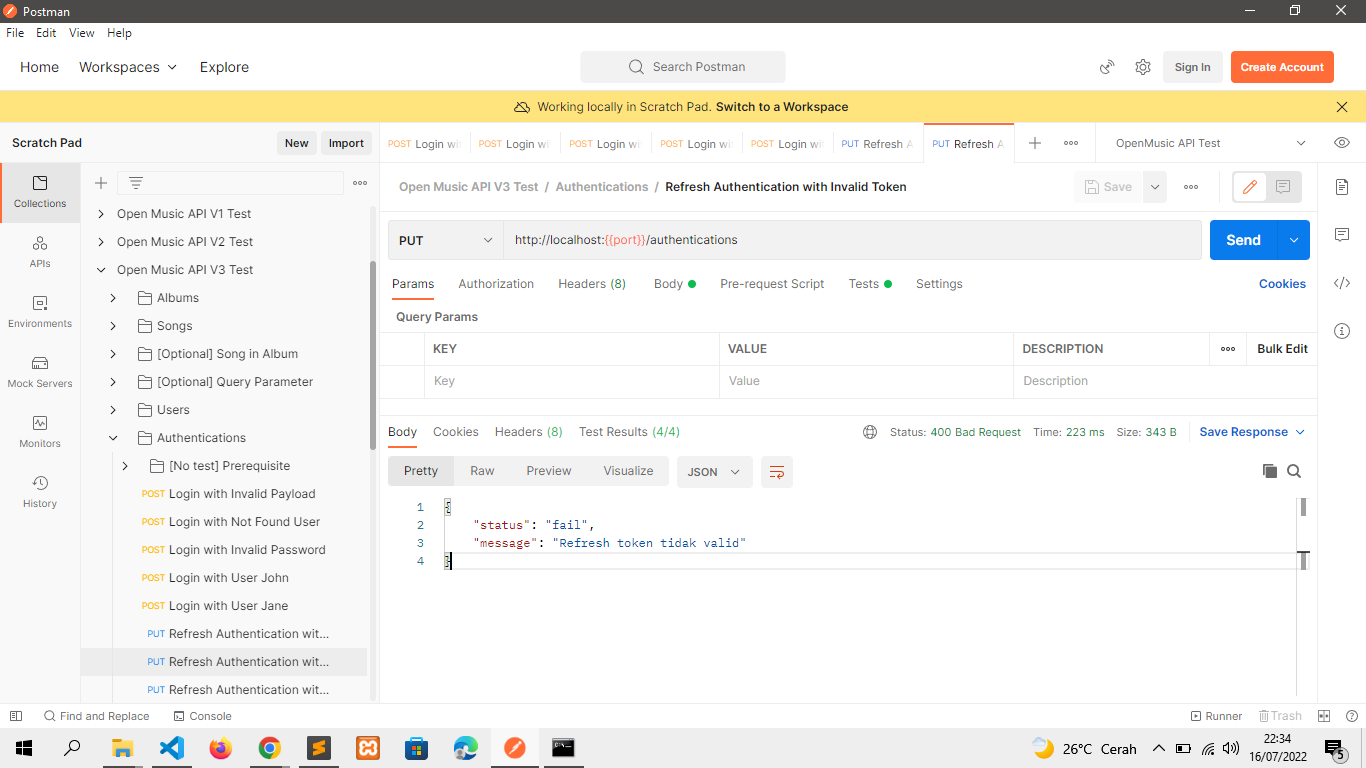 Postman
File Edit View Help
Home Workspaces Explore
Search Postman
Sign In
Create Account
Working locally in Scratch Pad. Switch to a Workspace
Scratch Pad
New
Import
POST Login wi
POST Login wi
POST Login wi
POST Login wi
POST Login wi
PUT Refresh A
PUT Refresh A
OpenMusic API Test
Collections
APIs
Environments
Mock Servers
Monitors
History
Open Music API V1 Test
Open Music API V2 Test
Open Music API V3 Test
Albums
Songs
[Optional] Song in Album
[Optional] Query Parameter
Users
Authentications
[No test] Prerequisite
POST Login with Invalid Payload
POST Login with Not Found User
POST Login with Invalid Password
POST Login with User John
POST Login with User Jane
PUT Refresh Authentication wit...
PUT Refresh Authentication wit...
PUT Refresh Authentication wit...
Open Music API V3 Test / Authentications / Refresh Authentication with Invalid Token
Save
PUT
http://localhost:{{port}}/authentications
Send
Params Authorization Headers (8) Body Pre-request Script Tests Settings
Cookies
Query Params
KEY VALUE DESCRIPTION
Bulk Edit
Key Value Description
Body Cookies Headers (8) Test Results (4/4)
Status: 400 Bad Request Time: 223 ms Size: 343 B
Save Response
Pretty Raw Preview Visualize
JSON
1 {
2 "status": "fail",
3 "message": "Refresh token tidak valid"
4 }
Find and Replace Console
Runner Trash
26°C Cerah
22:34
16/07/2022
5